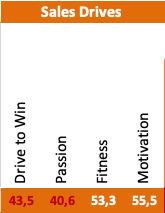 Sales Drives
Drive to Win
Passion
Fitness
Motivation
43,5 40,6 53,3 55,5